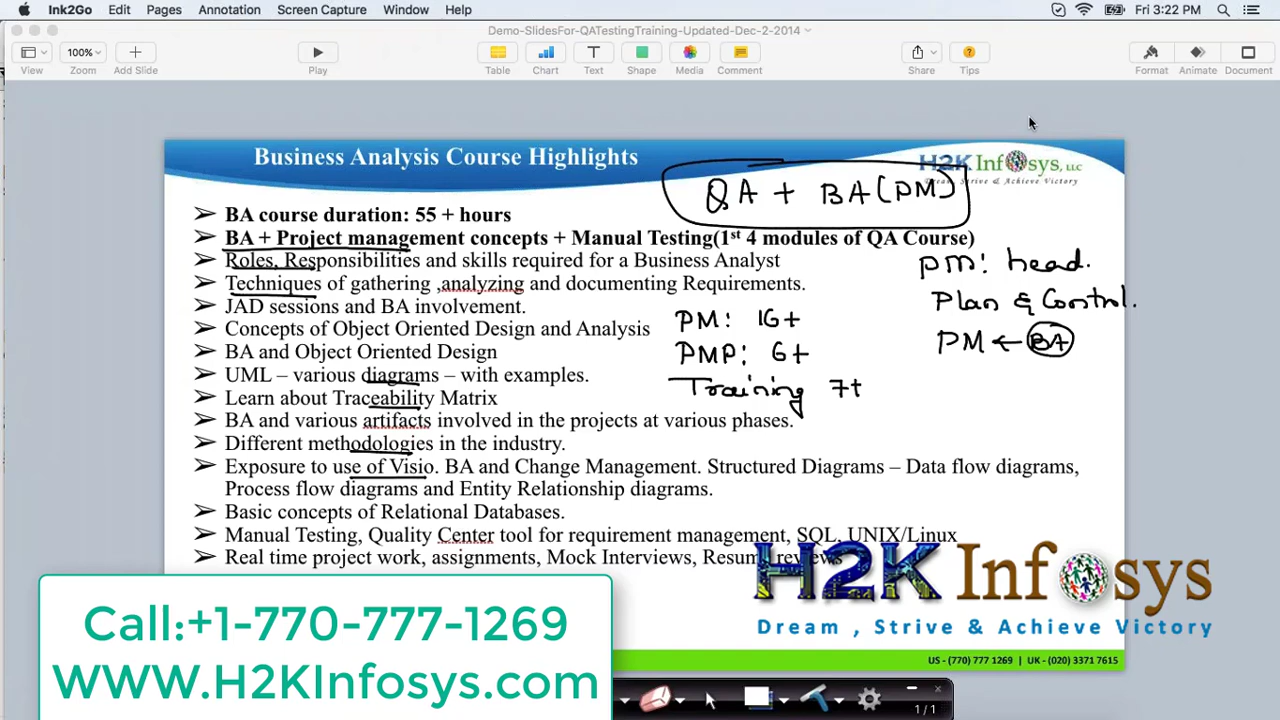 Ink2Go Edit Pages Annotation Screen Capture Window Help Fri 3:22 PM
Demo-SlidesFor-QATestingTraining-Updated-Dec-2-2014
100%
View Zoom Add Slide Play Table Chart Text Shape Media Comment Share Tips Format Animate Document
Business Analysis Course Highlights
H2K Infosys, LLC
Dream, Strive & Achieve Victory
QA + BA(PM)
BA course duration: 55 + hours
BA + Project management concepts + Manual Testing(1st 4 modules of QA Course)
Roles, Responsibilities and skills required for a Business Analyst
PM: head.
Techniques of gathering ,analyzing and documenting Requirements.
Plan & Control.
JAD sessions and BA involvement.
PM: 16+
Concepts of Object Oriented Design and Analysis
PM ← BA
BA and Object Oriented Design
PMP: 6+
UML – various diagrams – with examples.
Training 7+
Learn about Traceability Matrix
BA and various artifacts involved in the projects at various phases.
Different methodologies in the industry.
Exposure to use of Visio. BA and Change Management. Structured Diagrams – Data flow diagrams,
Process flow diagrams and Entity Relationship diagrams.
Basic concepts of Relational Databases.
Manual Testing, Quality Center tool for requirement management, SQL, UNIX/Linux
Real time project work, assignments, Mock Interviews, Resume reviews
H2K Infosys
Dream , Strive & Achieve Victory
Call:+1-770-777-1269
WWW.H2KInfosys.com
US - (770) 777 1269 | UK - (020) 3371 7615
1/1